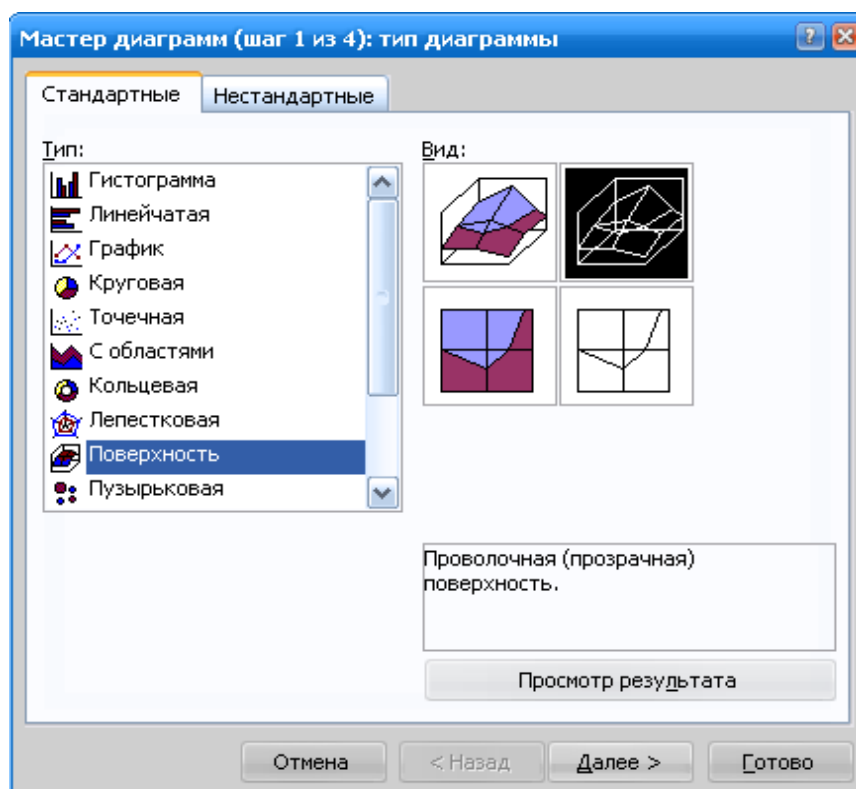 Мастер диаграмм (шаг 1 из 4): тип диаграммы
Стандартные Нестандартные
Тип:
Гистограмма
Линейчатая
График
Круговая
Точечная
С областями
Кольцевая
Лепестковая
Поверхность
Пузырьковая
Вид:
Проволочная (прозрачная)
поверхность.
Просмотр результата
Отмена < Назад Далее > Готово